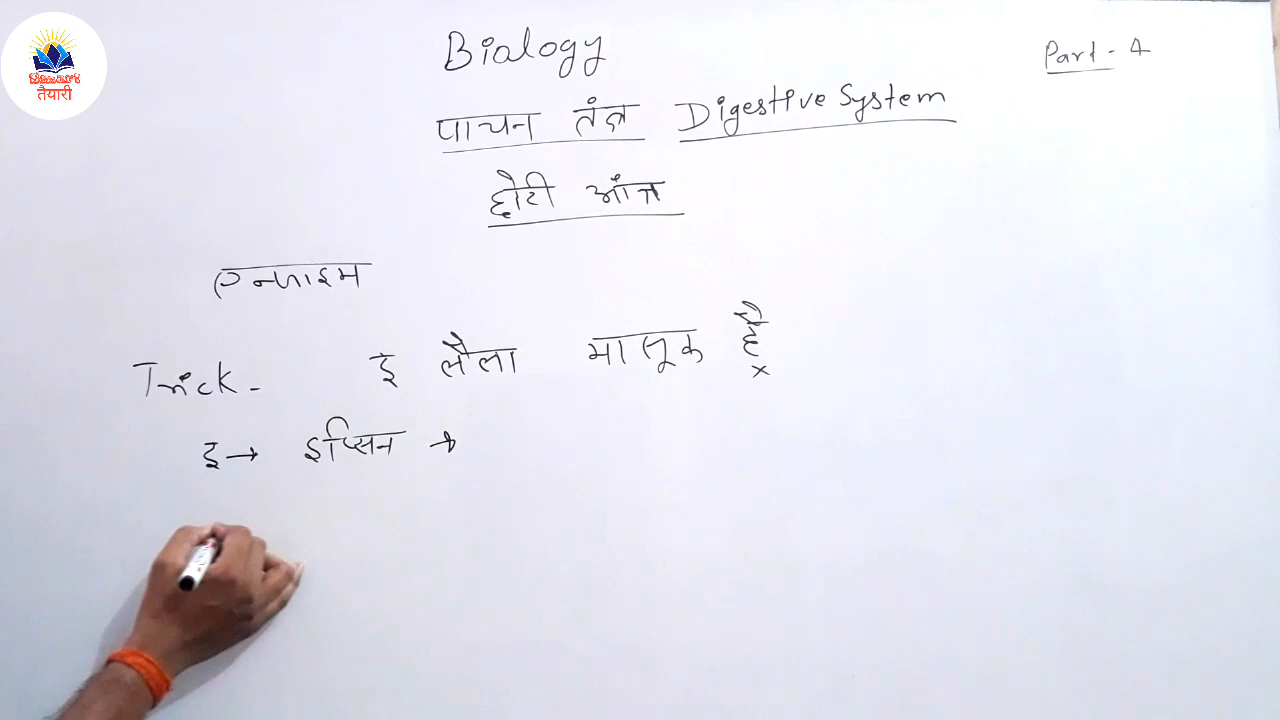 Biology
Part - 4
पाचन तंत्र Digestive System
छोटी आंत
एन्जाइम
Trick - इ लैला मासूक है
x
इ → इप्सिन →
तैयारी